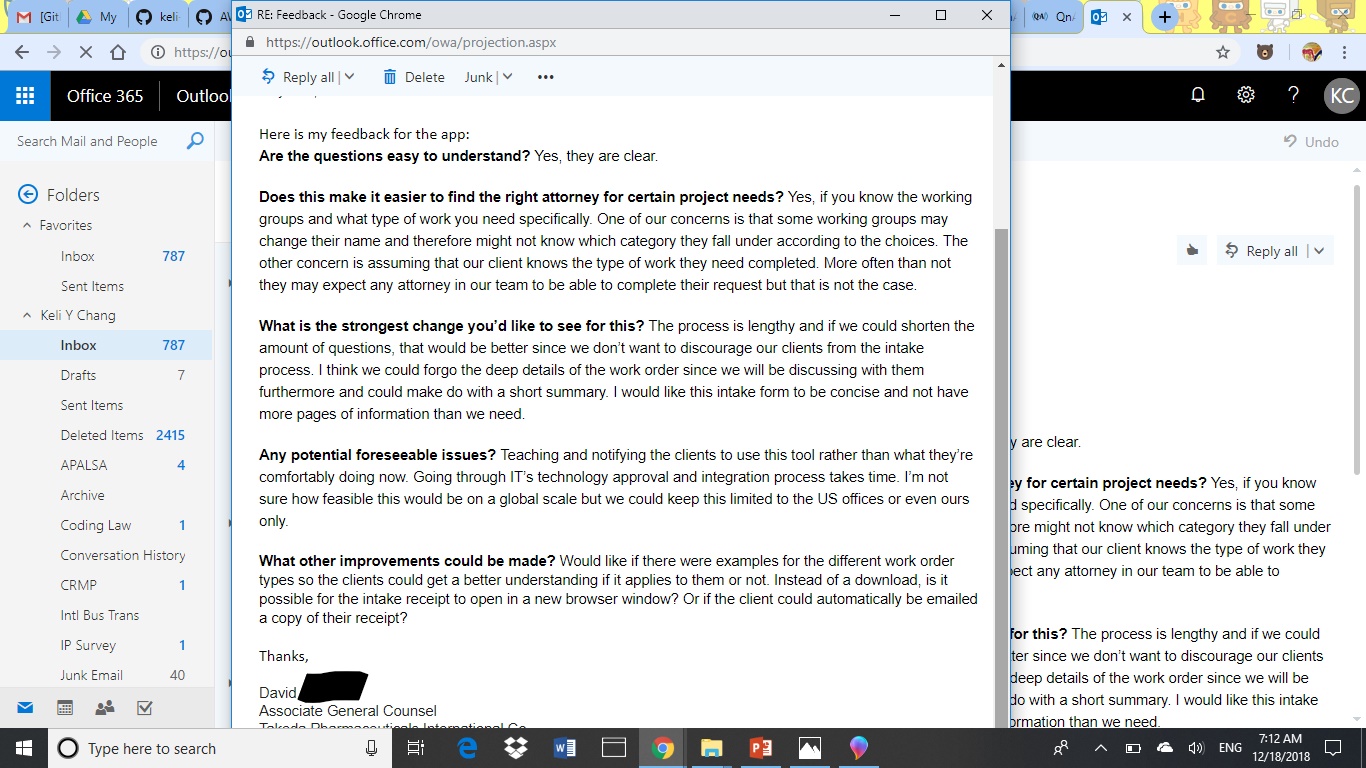 RE: Feedback - Google Chrome
[Git
My
keli
QnA
https://outlook.office.com/owa/projection.aspx
https://ou
Office 365
Outlool
KC
Reply all
Delete
Junk
Search Mail and People
Undo
Folders
Favorites
Inbox 787
Sent Items
Keli Y Chang
Inbox 787
Drafts 7
Sent Items
Deleted Items 2415
APALSA 4
Archive
Coding Law 1
Conversation History
CRMP 1
Intl Bus Trans
IP Survey 1
Junk Email 40
Here is my feedback for the app:
Are the questions easy to understand? Yes, they are clear.
Does this make it easier to find the right attorney for certain project needs? Yes, if you know the working
groups and what type of work you need specifically. One of our concerns is that some working groups may
change their name and therefore might not know which category they fall under according to the choices. The
other concern is assuming that our client knows the type of work they need completed. More often than not
they may expect any attorney in our team to be able to complete their request but that is not the case.
What is the strongest change you'd like to see for this? The process is lengthy and if we could shorten the
amount of questions, that would be better since we don't want to discourage our clients from the intake
process. I think we could forgo the deep details of the work order since we will be discussing with them
furthermore and could make do with a short summary. I would like this intake form to be concise and not have
more pages of information than we need.
Any potential foreseeable issues? Teaching and notifying the clients to use this tool rather than what they're
comfortably doing now. Going through IT's technology approval and integration process takes time. I'm not
sure how feasible this would be on a global scale but we could keep this limited to the US offices or even ours
only.
What other improvements could be made? Would like if there were examples for the different work order
types so the clients could get a better understanding if it applies to them or not. Instead of a download, is it
possible for the intake receipt to open in a new browser window? Or if the client could automatically be emailed
a copy of their receipt?
Thanks,
David
Associate General Counsel
Takeda Pharmaceuticals International Co
Reply all
y are clear.
ey for certain project needs? Yes, if you know
d specifically. One of our concerns is that some
ore might not know which category they fall under
uming that our client knows the type of work they
pect any attorney in our team to be able to
for this? The process is lengthy and if we could
ter since we don't want to discourage our clients
deep details of the work order since we will be
do with a short summary. I would like this intake
ormation than we need.
Type here to search
ENG
7:12 AM
12/18/2018